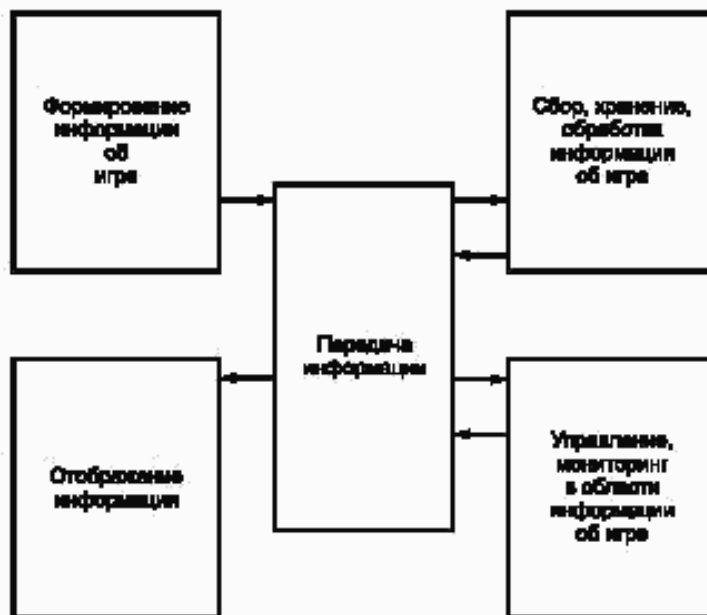 Формирование
информации
об
игре
Сбор, хранение,
обработка
информации
об игре
Передача
информации
Отображение
информации
Управление,
мониторинг
в области
информации
об игре